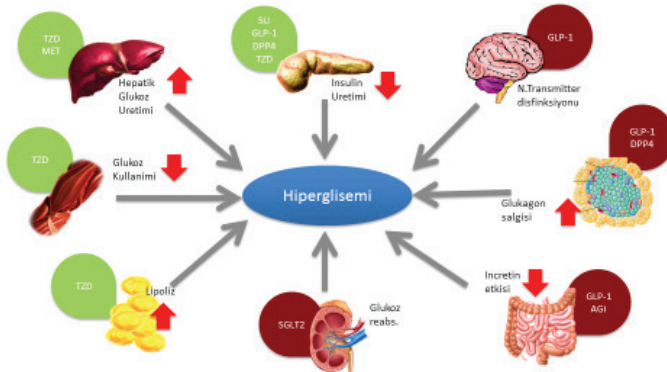 TZD
MET
Hepatik
Glukoz
Uretimi
SU
GLP-1
DPP4
TZD
Insulin
Uretimi
GLP-1
N.Transmitter
disfinksiyonu
TZD
Glukoz
Kullanimi
Hiperglisemi
GLP-1
DPP4
Glukagon
salgisi
TZD
Lipoliz
SGLT2
Glukoz
reabs.
Incretin
etkisi
GLP-1
AGI